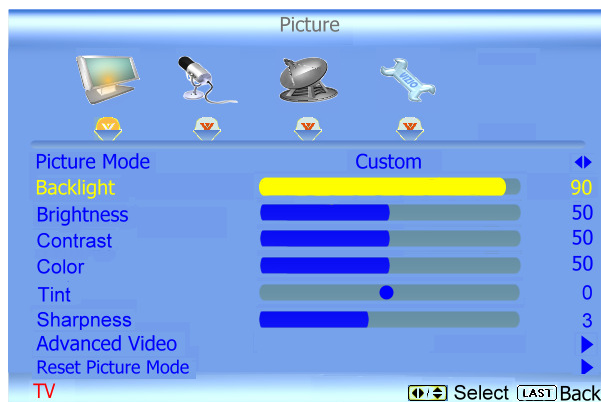 Picture
VIZIO
Picture Mode Custom
Backlight 90
Brightness 50
Contrast 50
Color 50
Tint 0
Sharpness 3
Advanced Video
Reset Picture Mode
TV Select LAST Back